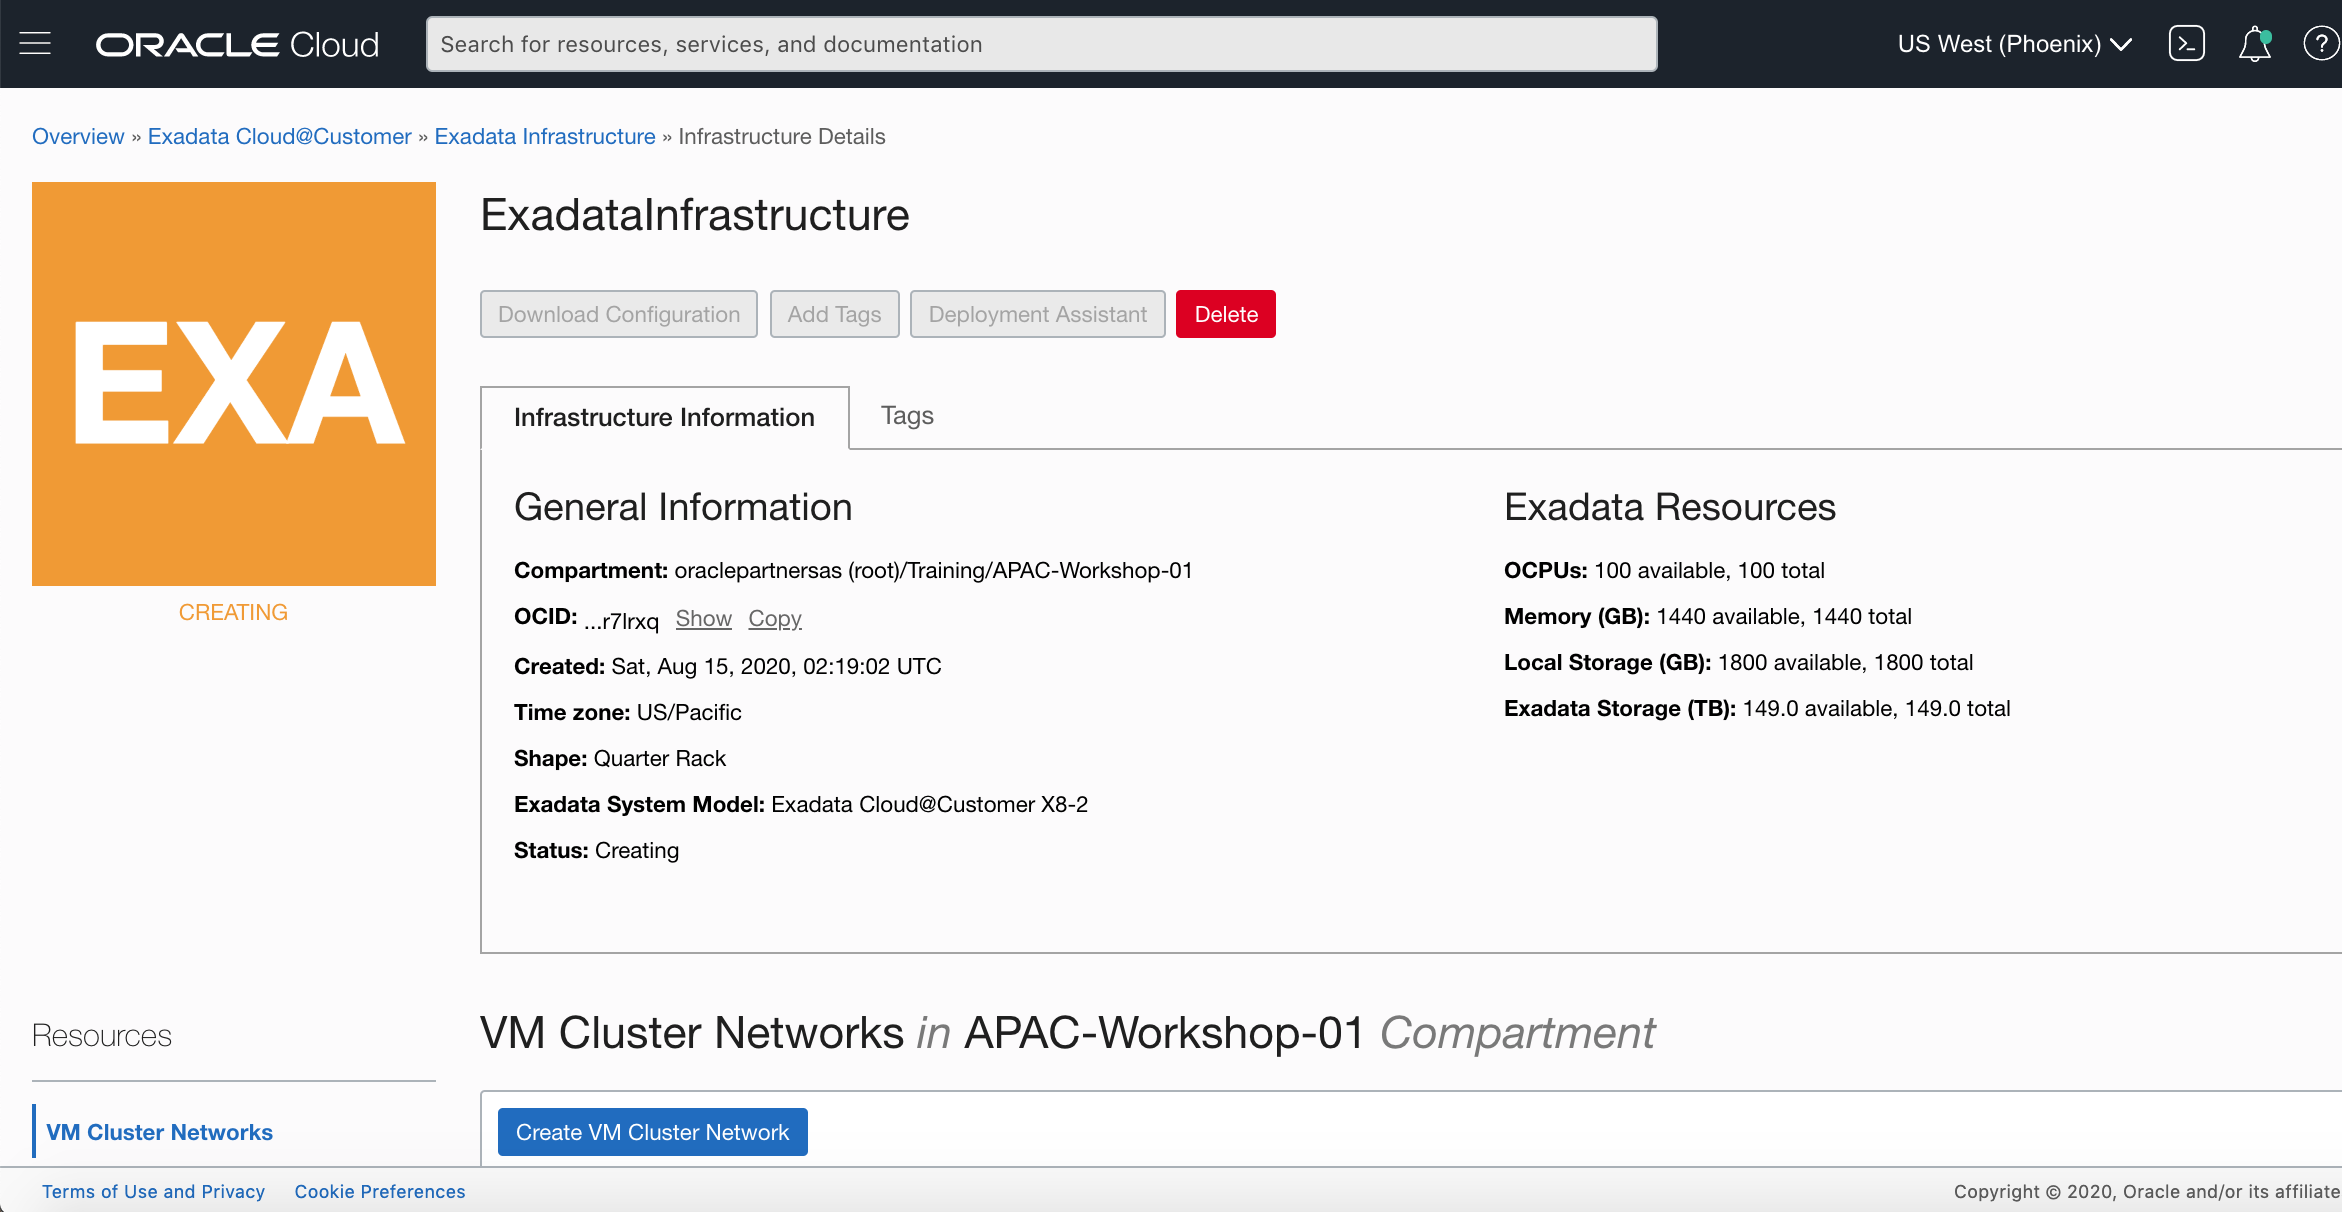 ORACLE Cloud
Search for resources, services, and documentation
US West (Phoenix)
Overview » Exadata Cloud@Customer » Exadata Infrastructure » Infrastructure Details
EXA
CREATING
ExadataInfrastructure
Download Configuration
Add Tags
Deployment Assistant
Delete
Infrastructure Information
Tags
General Information
Compartment: oraclepartnersas (root)/Training/APAC-Workshop-01
OCID: ...r7lrxq Show Copy
Created: Sat, Aug 15, 2020, 02:19:02 UTC
Time zone: US/Pacific
Shape: Quarter Rack
Exadata System Model: Exadata Cloud@Customer X8-2
Status: Creating
Exadata Resources
OCPUs: 100 available, 100 total
Memory (GB): 1440 available, 1440 total
Local Storage (GB): 1800 available, 1800 total
Exadata Storage (TB): 149.0 available, 149.0 total
Resources
VM Cluster Networks
VM Cluster Networks in APAC-Workshop-01 Compartment
Create VM Cluster Network
Terms of Use and Privacy
Cookie Preferences
Copyright © 2020, Oracle and/or its affiliate